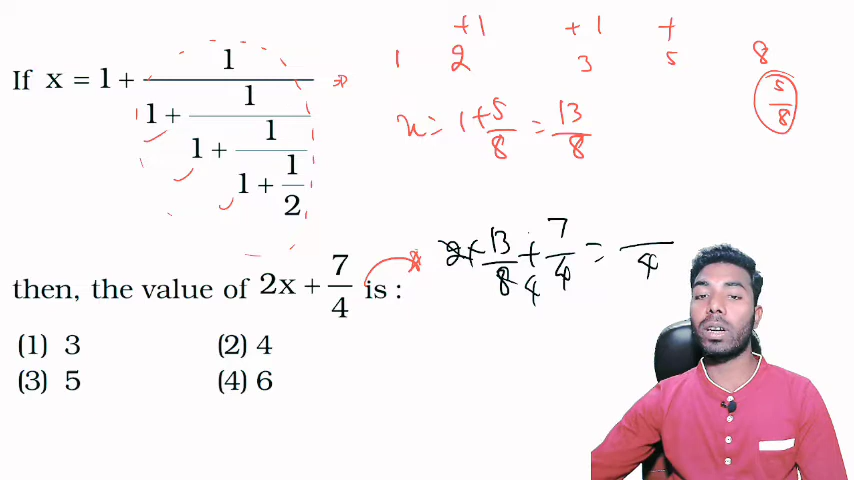 If x = 1 + 1
1 + 1
1 + 1
1 + 1
2
then, the value of 2x + 7/4 is :
(1) 3
(2) 4
(3) 5
(4) 6
+1 +1 +
1 2 3 5 8
5/8
x = 1 + 5/8 = 13/8
2 × 13/8 + 7/4 = /4
4